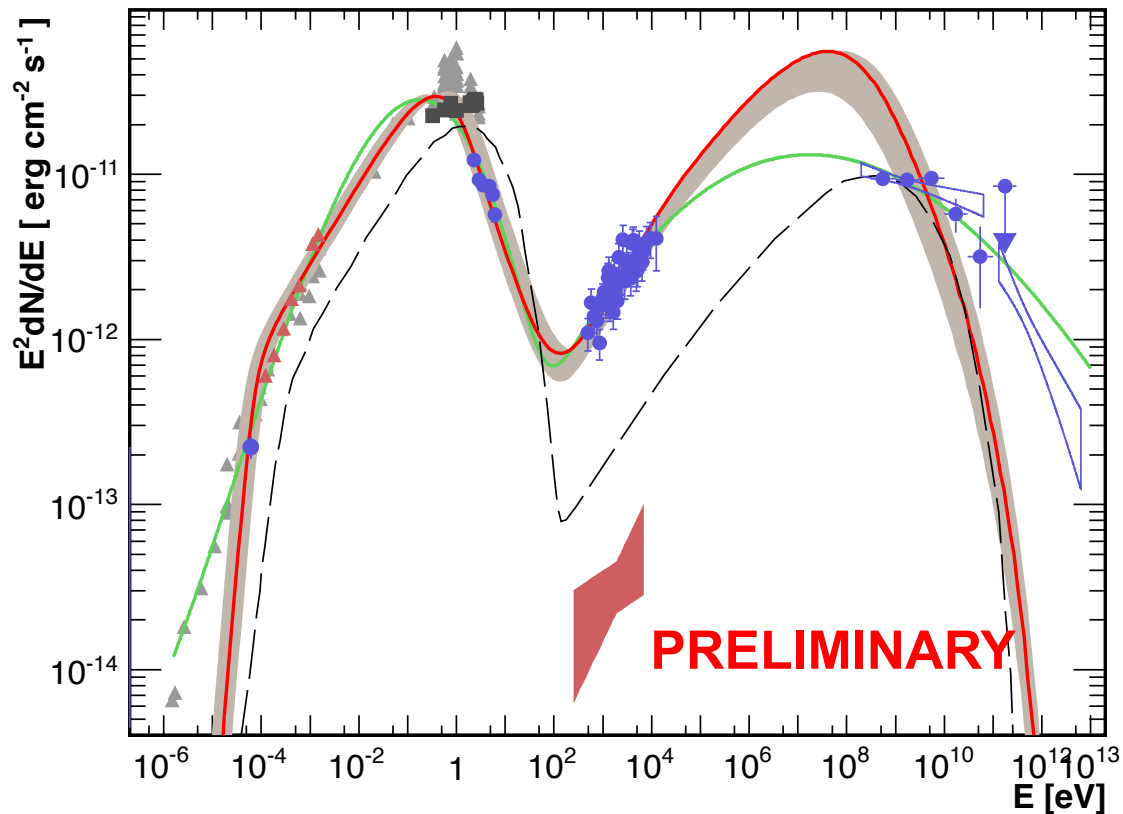 E²dN/dE [ erg cm⁻² s⁻¹ ]
10⁻¹¹
10⁻¹²
10⁻¹³
10⁻¹⁴
PRELIMINARY
10⁻⁶ 10⁻⁴ 10⁻² 1 10² 10⁴ 10⁶ 10⁸ 10¹⁰ 10¹² 10¹³
E [eV]